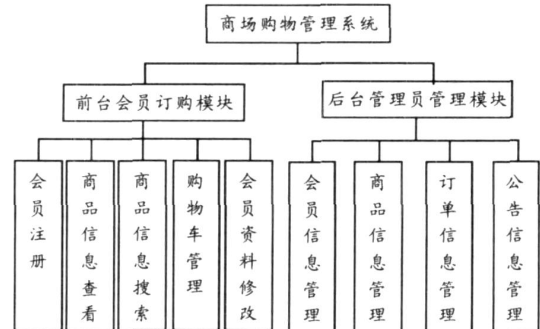 商场购物管理系统
前台会员订购模块
后台管理员管理模块
会员注册
商品信息查看
商品信息搜索
购物车管理
会员资料修改
会员信息管理
商品信息管理
订单信息管理
公告信息管理